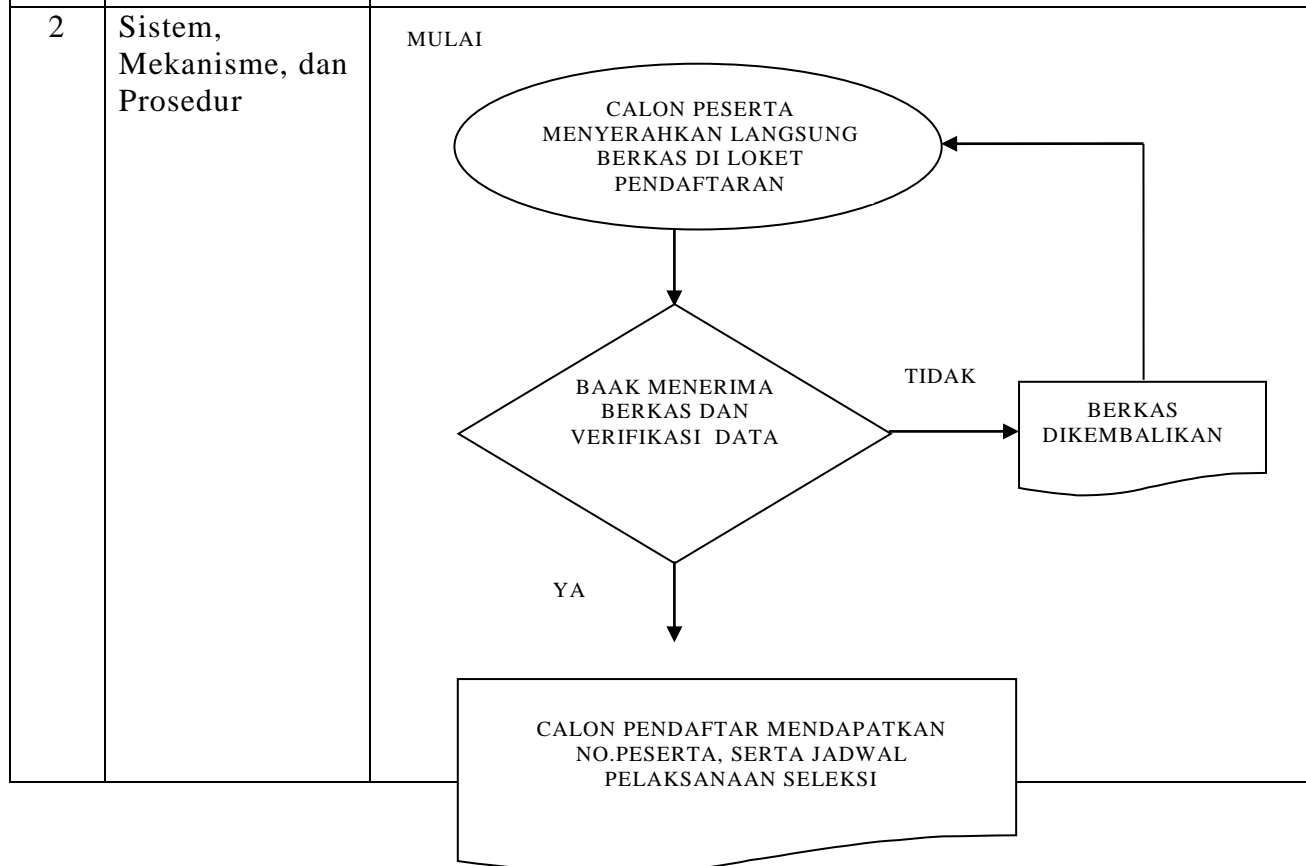 2
Sistem,
Mekanisme, dan
Prosedur
MULAI
CALON PESERTA
MENYERAHKAN LANGSUNG
BERKAS DI LOKET
PENDAFTARAN
BAAK MENERIMA
BERKAS DAN
VERIFIKASI DATA
TIDAK
BERKAS
DIKEMBALIKAN
YA
CALON PENDAFTAR MENDAPATKAN
NO.PESERTA, SERTA JADWAL
PELAKSANAAN SELEKSI